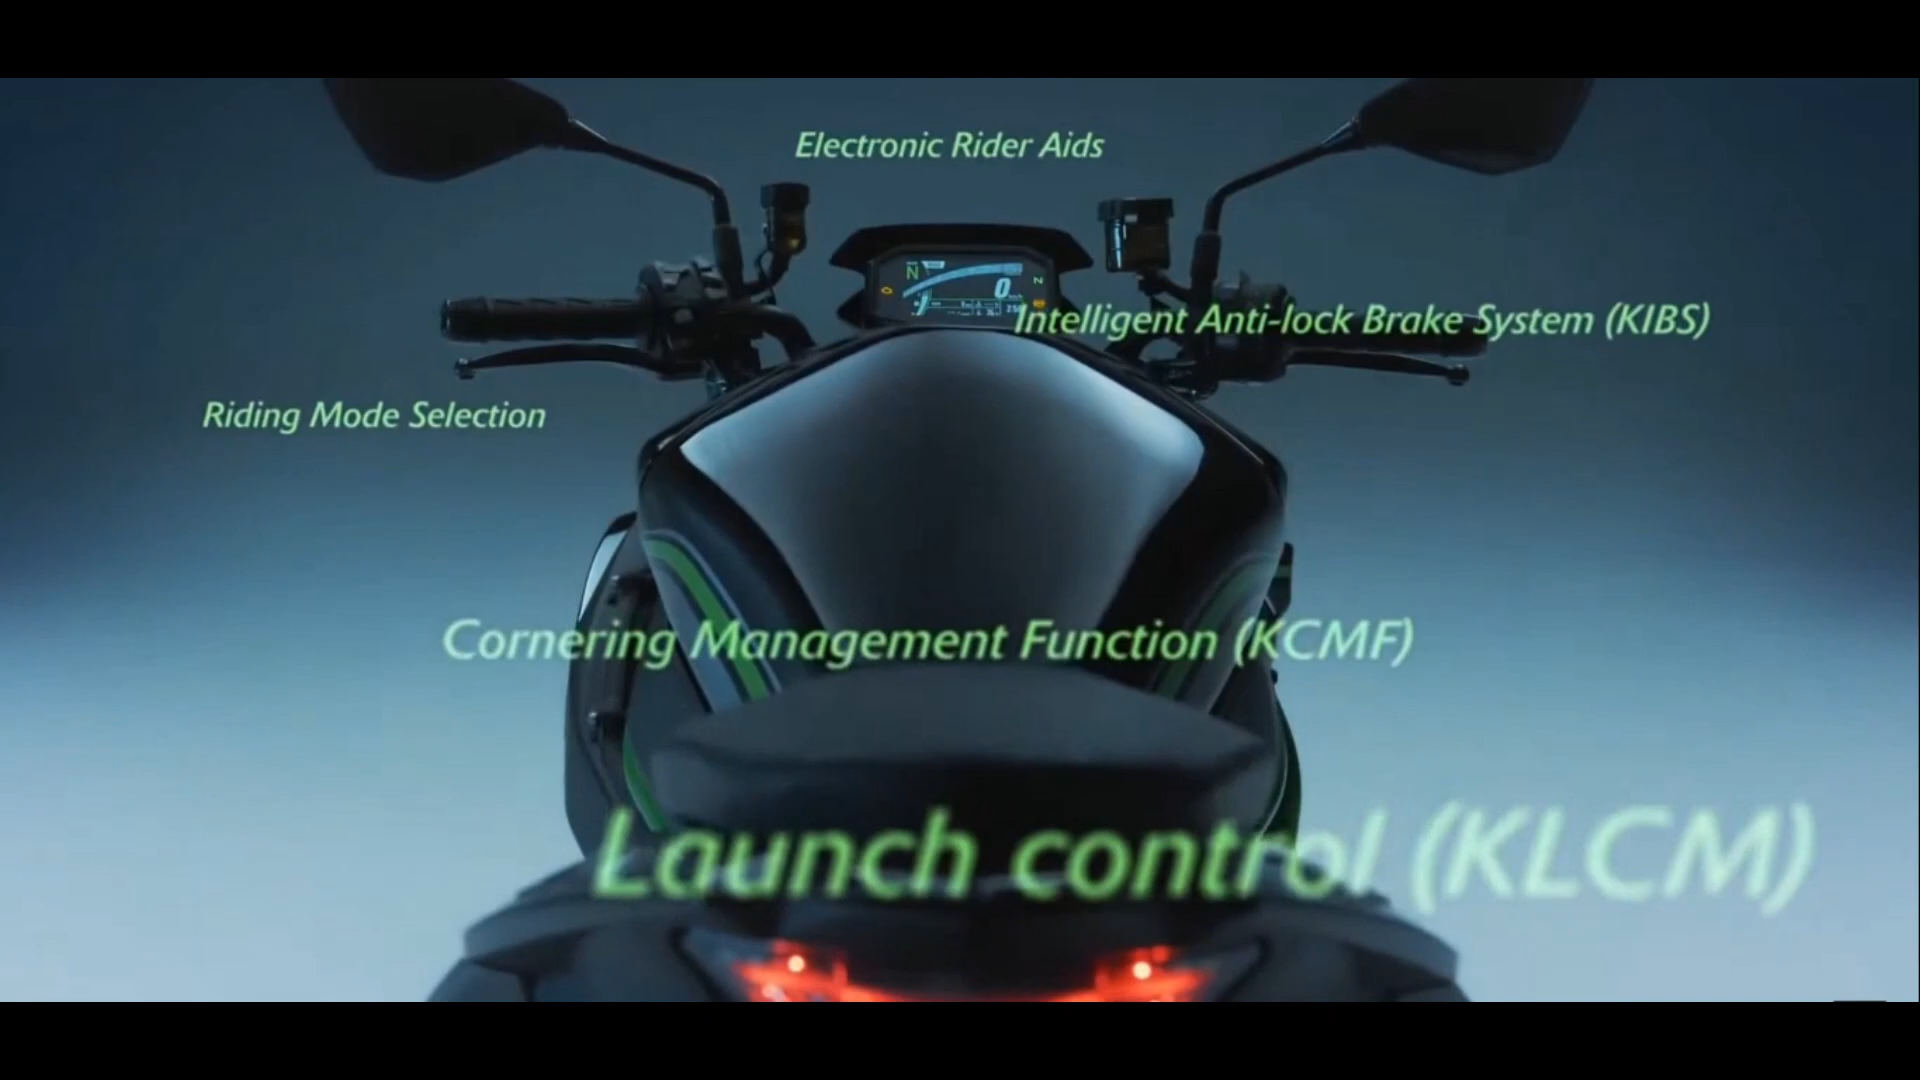 Electronic Rider Aids
N
N
0
Intelligent Anti-lock Brake System (KIBS)
Riding Mode Selection
Cornering Management Function (KCMF)
Launch control (KLCM)